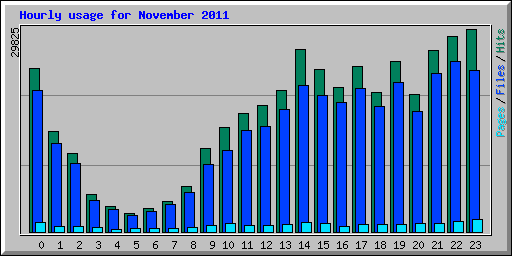 Hourly usage for November 2011
29825
Pages/Files/Hits
0 1 2 3 4 5 6 7 8 9 10 11 12 13 14 15 16 17 18 19 20 21 22 23